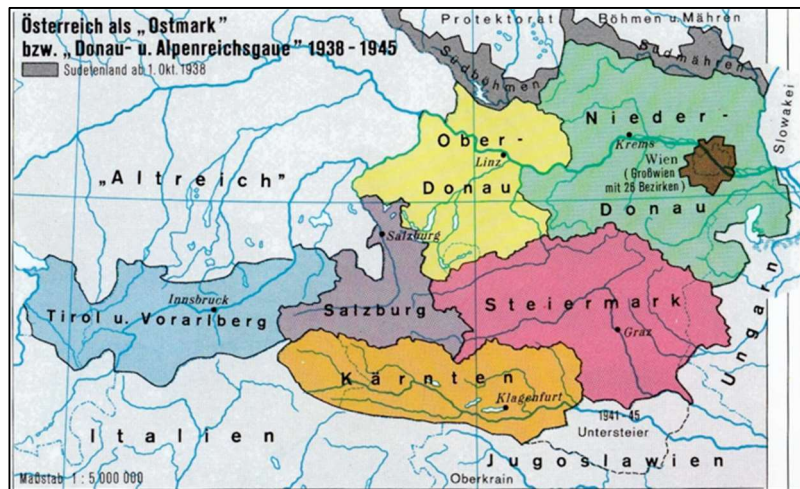 Österreich als „Ostmark"
bzw. „Donau- u. Alpenreichsgaue" 1938 - 1945
Sudetenland ab 1. Okt. 1938
Protektorat
Böhmen u. Mähren
Südböhmen
Südmähren
Slowakei
Nieder-
Krems
Wien
(Großwien
mit 26 Bezirken)
Donau
Ober-
Linz
Donau
„Altreich"
Salzburg
Innsbruck
Tirol u. Vorarlberg
Salzburg
Steiermark
Graz
Ungarn
Kärnten
Klagenfurt
1941-45
Untersteier
Italien
Jugoslawien
Maßstab 1 : 5 000 000
Oberkrain